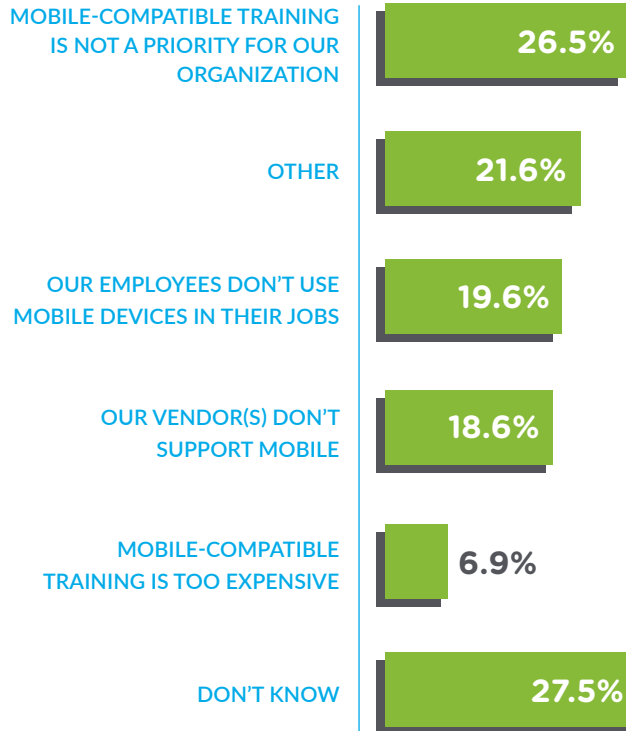 MOBILE-COMPATIBLE TRAINING
IS NOT A PRIORITY FOR OUR
ORGANIZATION
26.5%
OTHER
21.6%
OUR EMPLOYEES DON’T USE
MOBILE DEVICES IN THEIR JOBS
19.6%
OUR VENDOR(S) DON’T
SUPPORT MOBILE
18.6%
MOBILE-COMPATIBLE
TRAINING IS TOO EXPENSIVE
6.9%
DON’T KNOW
27.5%